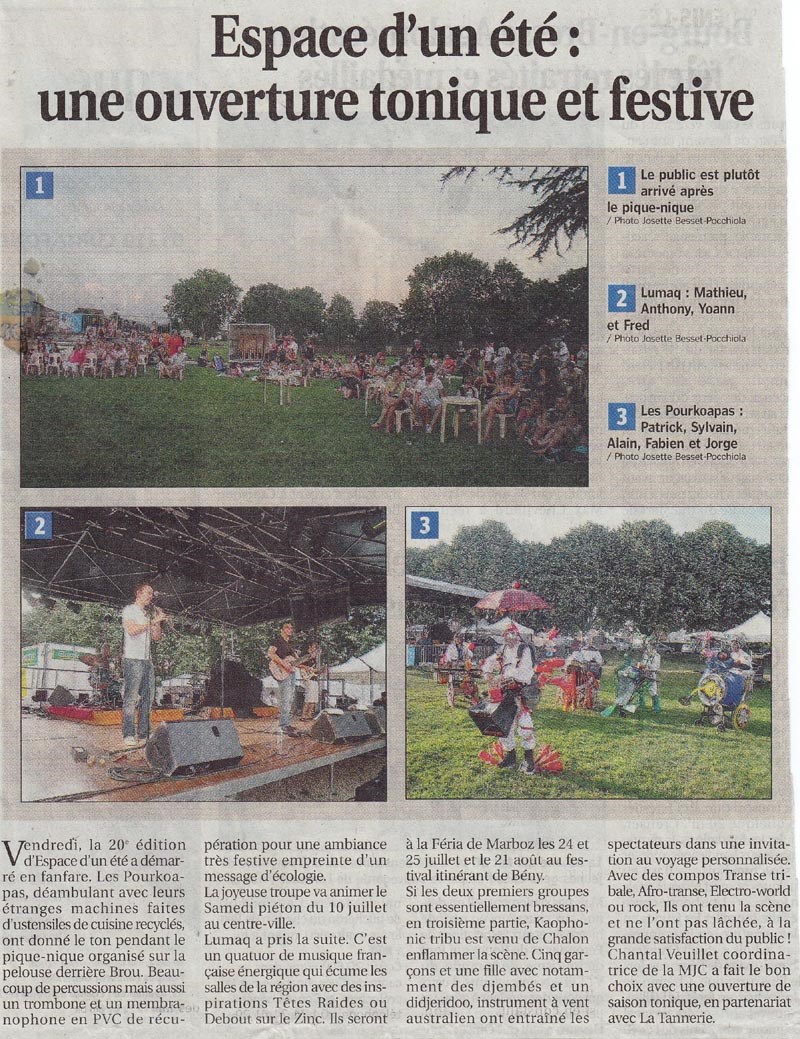 Espace d'un été :
une ouverture tonique et festive
1
1 Le public est plutôt
arrivé après
le pique-nique
/ Photo Josette Besset-Pocchiola
2 Lumaq : Mathieu,
Anthony, Yoann
et Fred
/ Photo Josette Besset-Pocchiola
3 Les Pourkoapas :
Patrick, Sylvain,
Alain, Fabien et Jorge
/ Photo Josette Besset-Pocchiola
2
3
Vendredi, la 20e édition
d'Espace d'un été a démar-
ré en fanfare. Les Pourkoa-
pas, déambulant avec leurs
étranges machines faites
d'ustensiles de cuisine recyclés,
ont donné le ton pendant le
pique-nique organisé sur la
pelouse derrière Brou. Beau-
coup de percussions mais aussi
un trombone et un membra-
nophone en PVC de récu-
pération pour une ambiance
très festive empreinte d'un
message d'écologie.
La joyeuse troupe va animer le
Samedi piéton du 10 juillet
au centre-ville.
Lumaq a pris la suite. C'est
un quatuor de musique fran-
çaise énergique qui écume les
salles de la région avec des ins-
pirations Têtes Raides ou
Debout sur le Zinc. Ils seront
à la Féria de Marboz les 24 et
25 juillet et le 21 août au fes-
tival itinérant de Bény.
Si les deux premiers groupes
sont essentiellement bressans,
en troisième partie, Kaopho-
nic tribu est venu de Chalon
enflammer la scène. Cinq gar-
çons et une fille avec notam-
ment des djembés et un
didjeridoo, instrument à vent
australien ont entraîné les
spectateurs dans une invita-
tion au voyage personnalisée.
Avec des compos Transe tri-
bale, Afro-transe, Electro-world
ou rock, Ils ont tenu la scène
et ne l'ont pas lâchée, à la
grande satisfaction du public !
Chantal Veuillet coordina-
trice de la MJC a fait le bon
choix avec une ouverture de
saison tonique, en partenariat
avec La Tannerie.